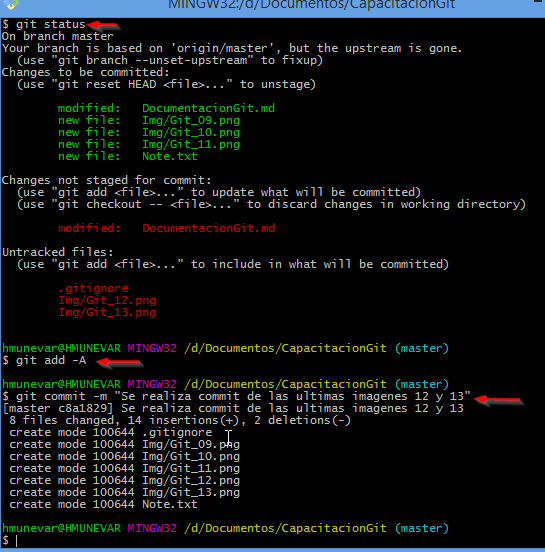 MINGW32:/d/Documentos/CapacitacionGit
$ git status
On branch master
Your branch is based on 'origin/master', but the upstream is gone.
  (use "git branch --unset-upstream" to fixup)
Changes to be committed:
  (use "git reset HEAD <file>..." to unstage)
        modified:   DocumentacionGit.md
        new file:   Img/Git_09.png
        new file:   Img/Git_10.png
        new file:   Img/Git_11.png
        new file:   Note.txt
Changes not staged for commit:
  (use "git add <file>..." to update what will be committed)
  (use "git checkout -- <file>..." to discard changes in working directory)
        modified:   DocumentacionGit.md
Untracked files:
  (use "git add <file>..." to include in what will be committed)
        .gitignore
        Img/Git_12.png
        Img/Git_13.png
hmunevar@HMUNEVAR MINGW32 /d/Documentos/CapacitacionGit (master)
$ git add -A
hmunevar@HMUNEVAR MINGW32 /d/Documentos/CapacitacionGit (master)
$ git commit -m "Se realiza commit de las ultimas imagenes 12 y 13"
[master c8a1829] Se realiza commit de las ultimas imagenes 12 y 13
 8 files changed, 14 insertions(+), 2 deletions(-)
 create mode 100644 .gitignore
 create mode 100644 Img/Git_09.png
 create mode 100644 Img/Git_10.png
 create mode 100644 Img/Git_11.png
 create mode 100644 Img/Git_12.png
 create mode 100644 Img/Git_13.png
 create mode 100644 Note.txt
hmunevar@HMUNEVAR MINGW32 /d/Documentos/CapacitacionGit (master)
$